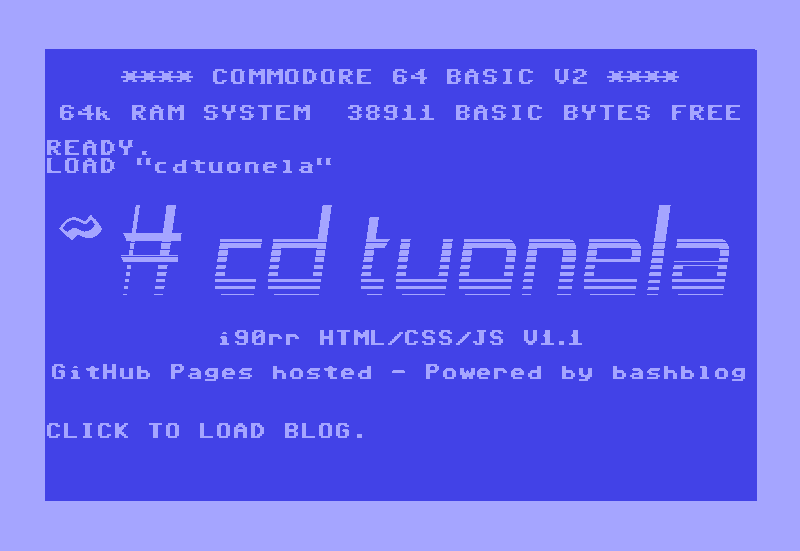 **** COMMODORE 64 BASIC V2 ****
64k RAM SYSTEM  38911 BASIC BYTES FREE
READY.
LOAD "cdtuonela"
~# cd tuonela
i90rr HTML/CSS/JS V1.1
GitHub Pages hosted - Powered by bashblog
CLICK TO LOAD BLOG.